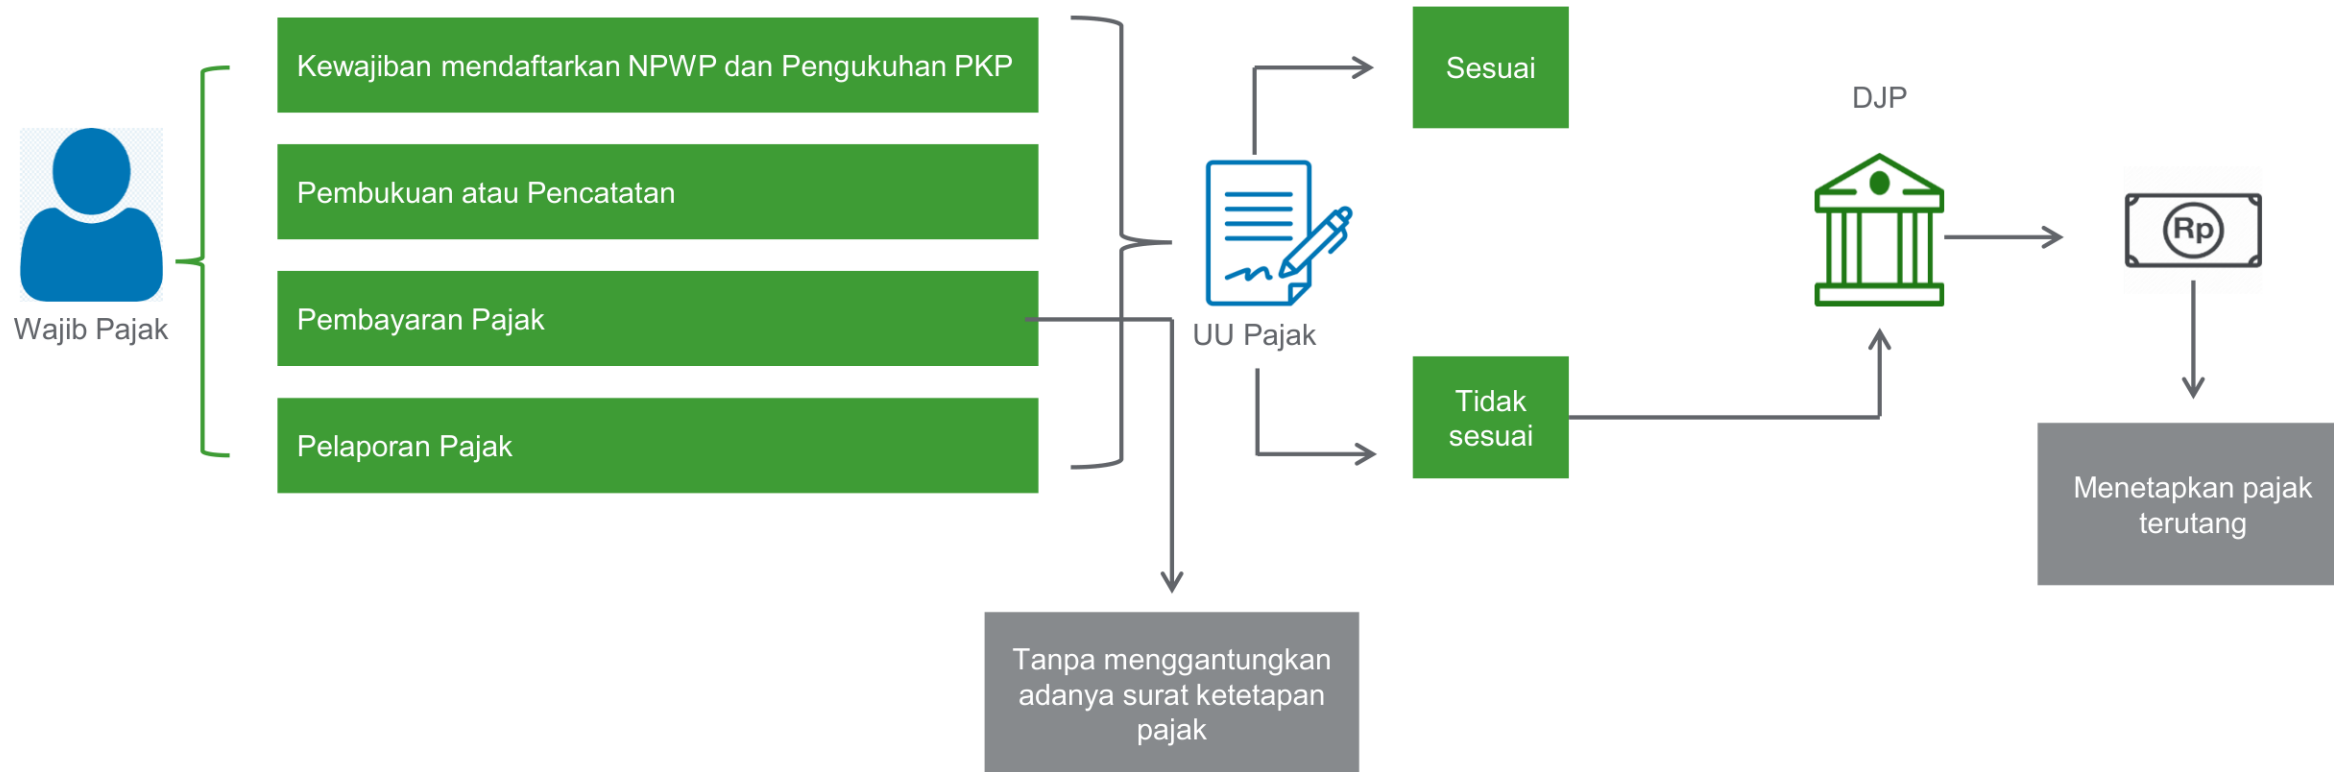 Kewajiban mendaftarkan NPWP dan Pengukuhan PKP
Pembukuan atau Pencatatan
Pembayaran Pajak
Pelaporan Pajak
Wajib Pajak
UU Pajak
Sesuai
Tidak
sesuai
DJP
Rp
Menetapkan pajak
terutang
Tanpa menggantungkan
adanya surat ketetapan
pajak